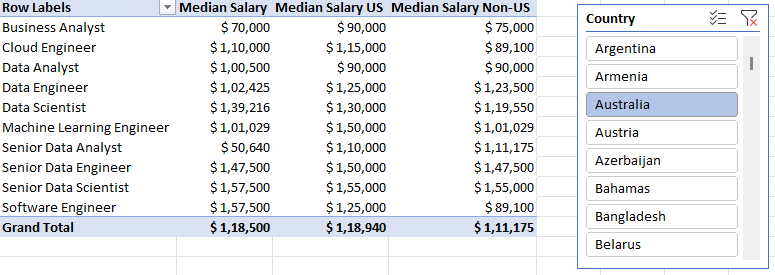 Row Labels Median Salary Median Salary US Median Salary Non-US
Business Analyst $ 70,000 $ 90,000 $ 75,000
Cloud Engineer $ 1,10,000 $ 1,15,000 $ 89,100
Data Analyst $ 1,00,500 $ 90,000 $ 90,000
Data Engineer $ 1,02,425 $ 1,25,000 $ 1,23,500
Data Scientist $ 1,39,216 $ 1,30,000 $ 1,19,550
Machine Learning Engineer $ 1,01,029 $ 1,50,000 $ 1,01,029
Senior Data Analyst $ 50,640 $ 1,10,000 $ 1,11,175
Senior Data Engineer $ 1,47,500 $ 1,50,000 $ 1,47,500
Senior Data Scientist $ 1,57,500 $ 1,55,000 $ 1,55,000
Software Engineer $ 1,57,500 $ 1,25,000 $ 89,100
Grand Total $ 1,18,500 $ 1,18,940 $ 1,11,175
Country
Argentina
Armenia
Australia
Austria
Azerbaijan
Bahamas
Bangladesh
Belarus